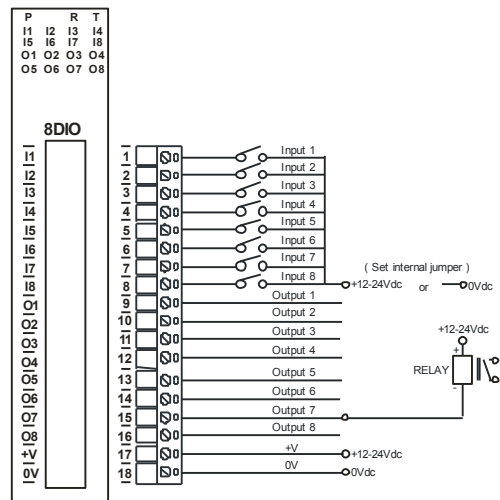 P R T
I1 I2 I3 I4
I5 I6 I7 I8
O1 O2 O3 O4
O5 O6 O7 O8
8DIO
I1 1 Input 1
I2 2 Input 2
I3 3 Input 3
I4 4 Input 4
I5 5 Input 5
I6 6 Input 6
I7 7 Input 7
I8 8 Input 8
( Set internal jumper )
+12-24Vdc or 0Vdc
O1 9 Output 1
O2 10 Output 2
O3 11 Output 3
O4 12 Output 4
O5 13 Output 5
O6 14 Output 6
O7 15 Output 7
O8 16 Output 8
+V 17 +V +12-24Vdc
0V 18 0V 0Vdc
+12-24Vdc
+
RELAY
-